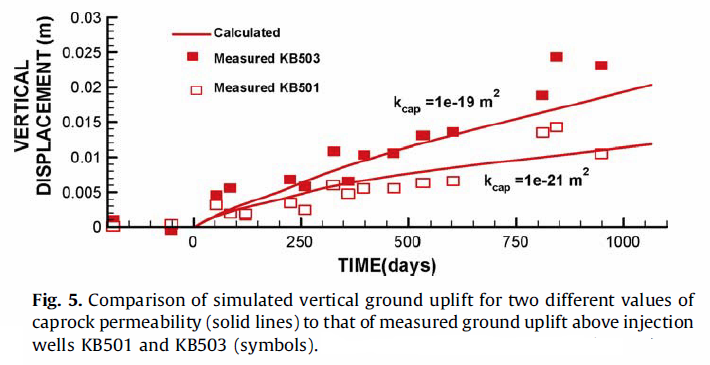 0.03
0.025
0.02
0.015
0.01
0.005
0
VERTICAL
DISPLACEMENT (m)
Calculated
Measured KB503
Measured KB501
kcap =1e-19 m2
kcap =1e-21 m2
0 250 500 750 1000
TIME(days)
Fig. 5. Comparison of simulated vertical ground uplift for two different values of
caprock permeability (solid lines) to that of measured ground uplift above injection
wells KB501 and KB503 (symbols).